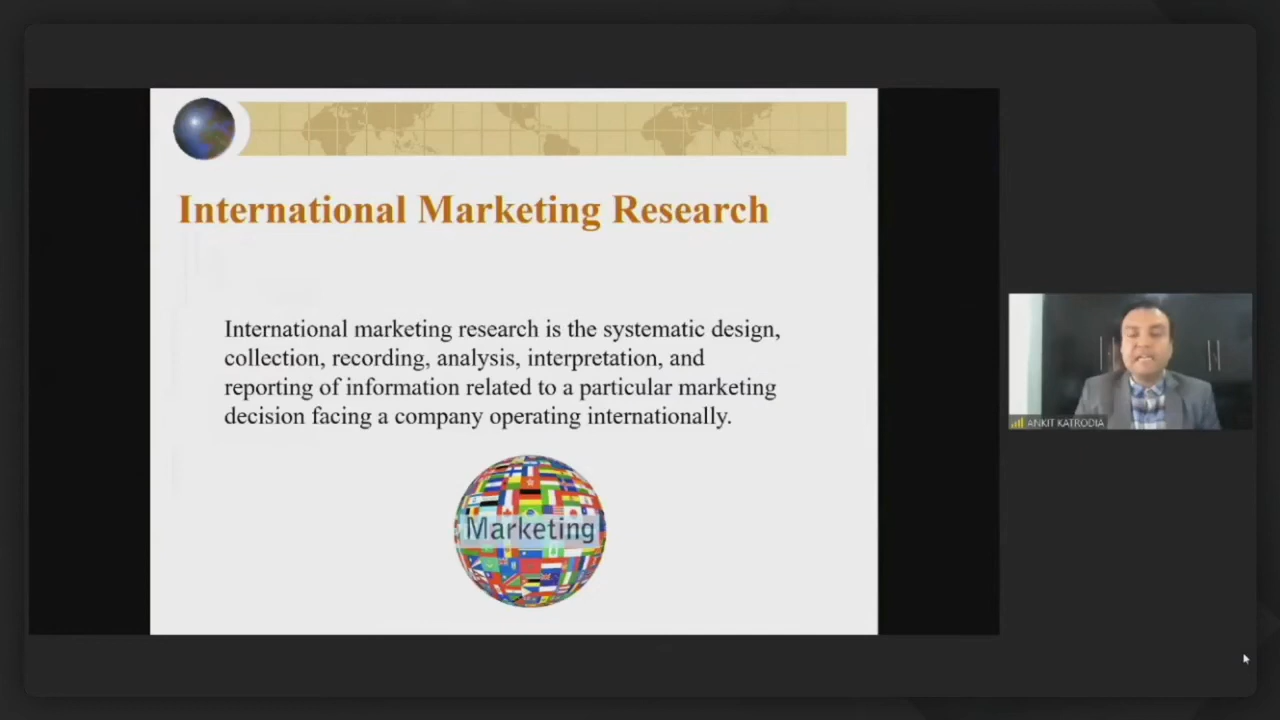 International Marketing Research
International marketing research is the systematic design,
collection, recording, analysis, interpretation, and
reporting of information related to a particular marketing
decision facing a company operating internationally.
Marketing
ANKIT KATRODIA